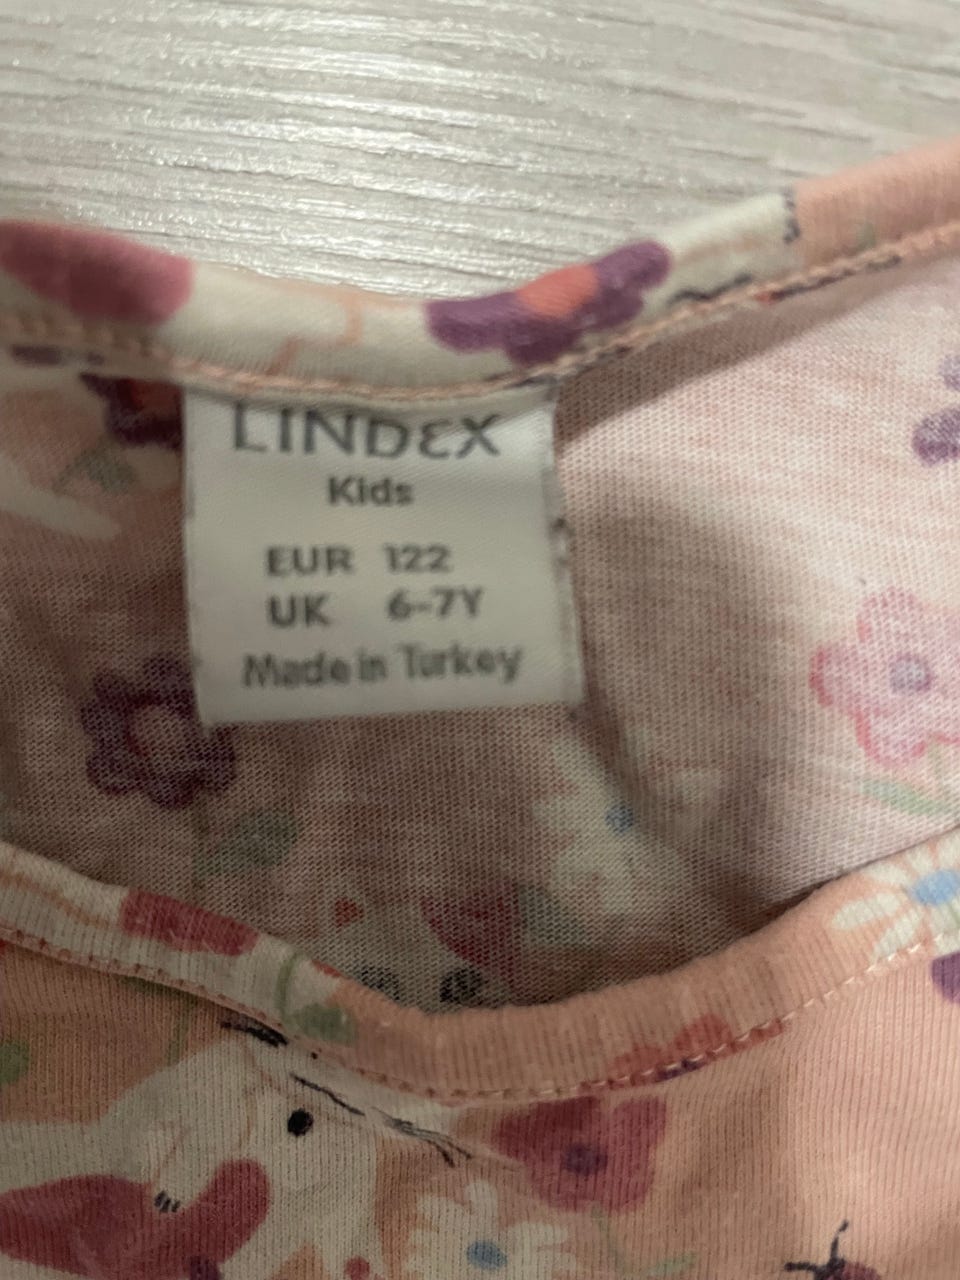 LINDEX
Kids
EUR 122
UK 6-7Y
Made in Turkey